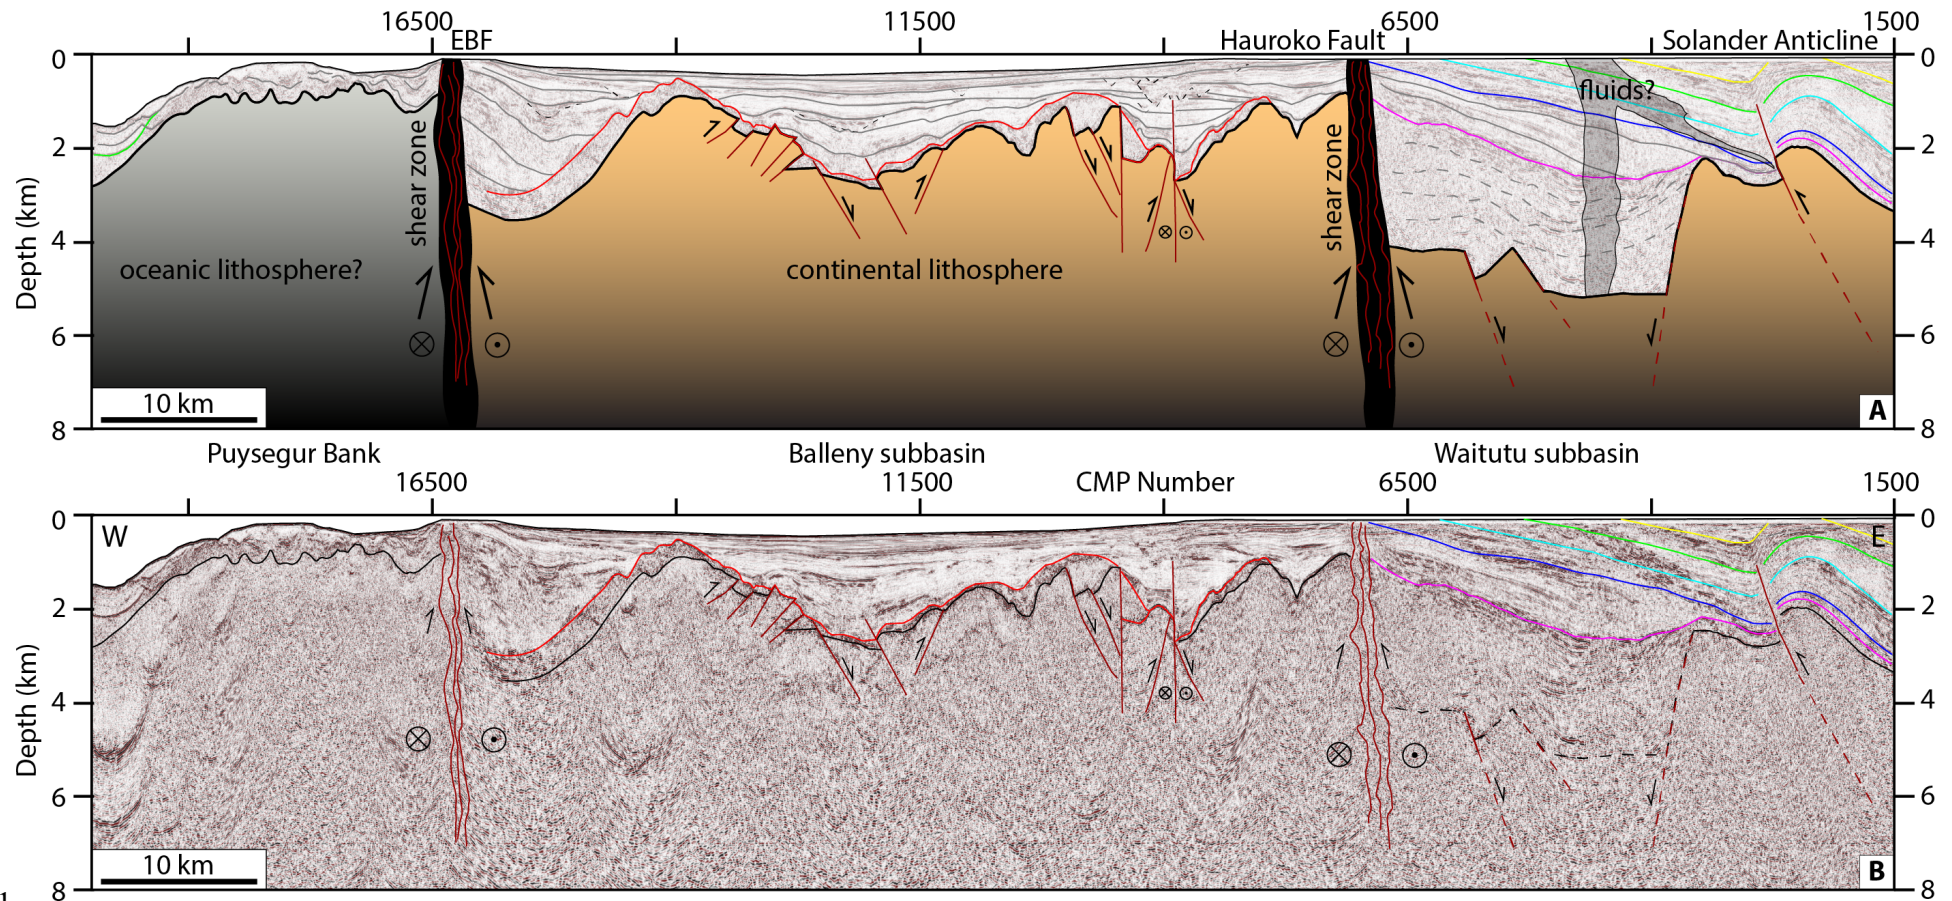 16500
11500
6500
1500
EBF
Hauroko Fault
Solander Anticline
0
0
fluids?
2
2
shear zone
shear zone
Depth (km)
4
4
oceanic lithosphere?
continental lithosphere
6
6
10 km
A
8
8
Puysegur Bank
Balleny subbasin
Waitutu subbasin
16500
11500
CMP Number
6500
1500
0
0
W
E
2
2
Depth (km)
4
4
6
6
10 km
B
8
8